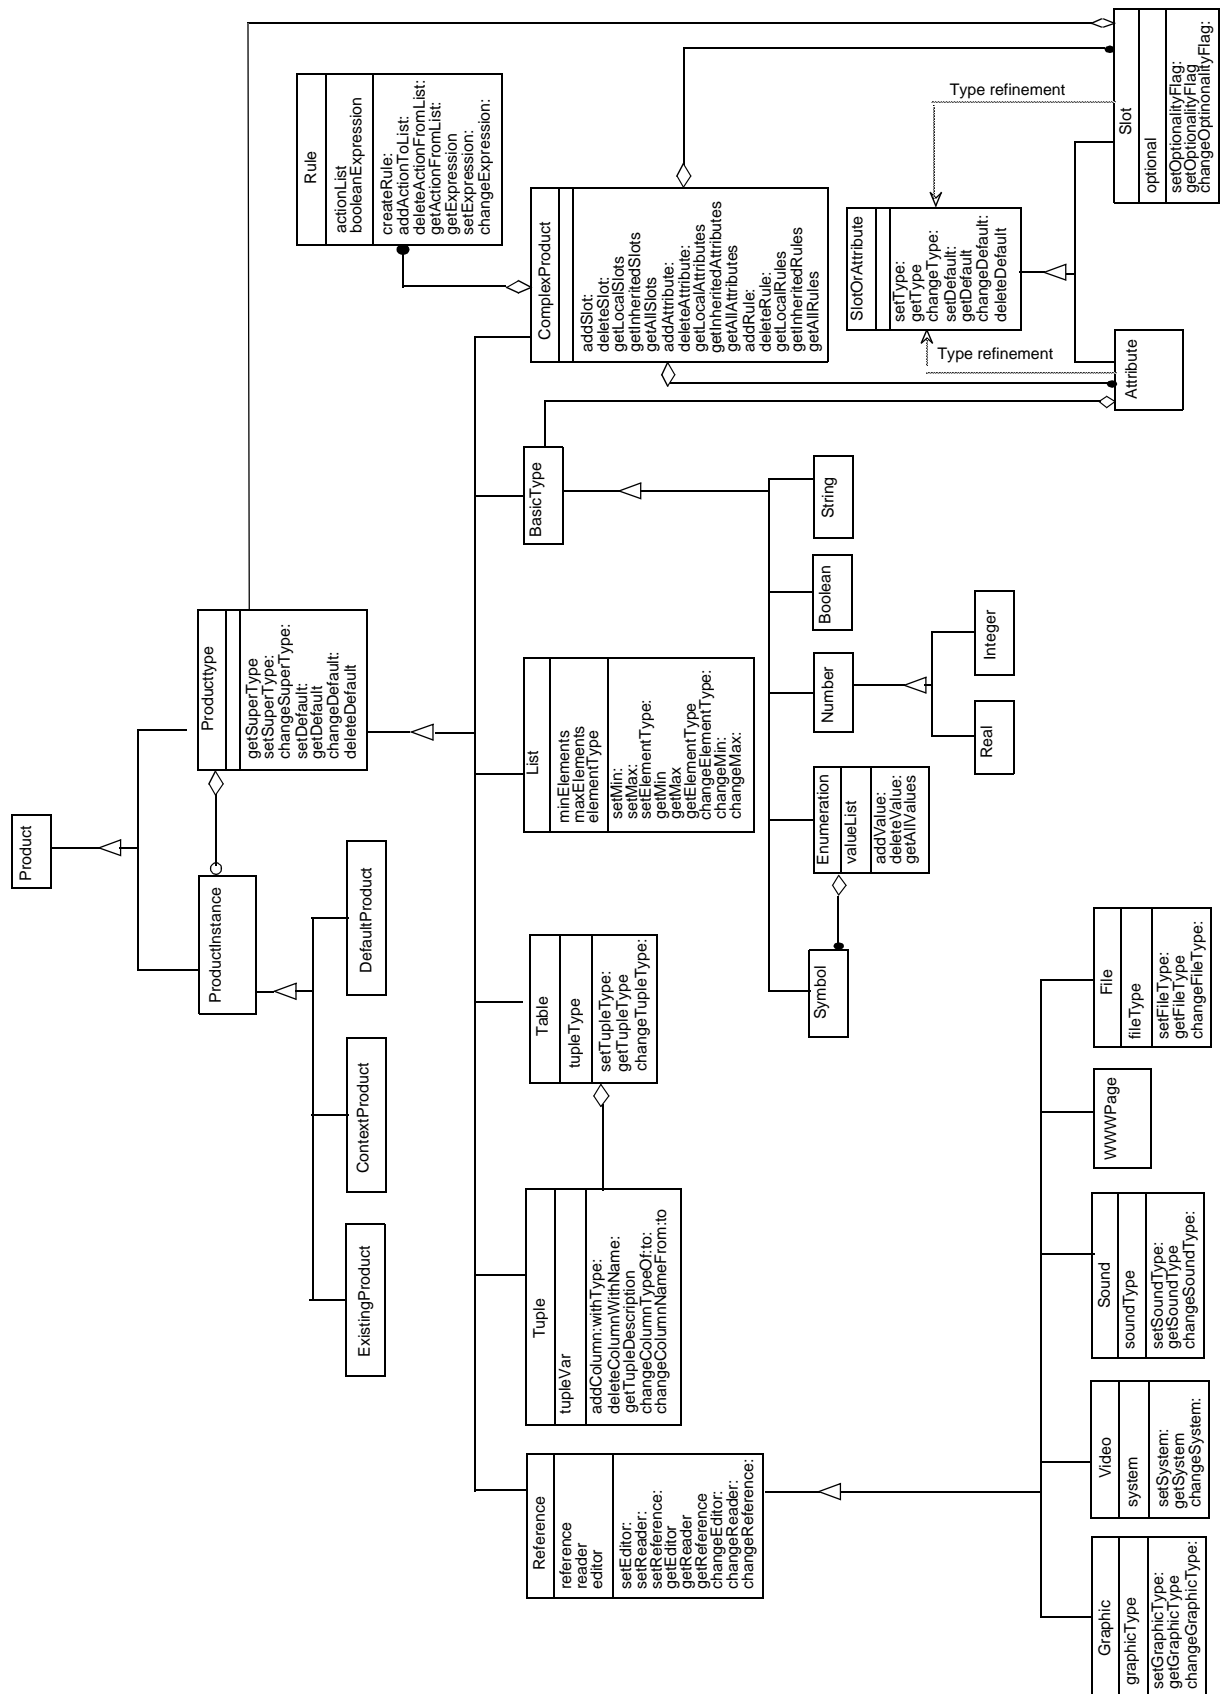 Product
ProductInstance
Producttype
getSuperType
setSuperType:
changeSuperType:
setDefault:
getDefault
changeDefault:
deleteDefault
ExistingProduct
ContextProduct
DefaultProduct
Rule
actionList
booleanExpression
createRule:
addActionToList:
deleteActionFromList:
getActionFromList:
getExpression
setExpression:
changeExpression:
Reference
reference
reader
editor
setEditor:
setReader:
setReference:
getEditor
getReader
getReference
changeEditor:
changeReader:
changeReference:
Tuple
tupleVar
addColumn:withType:
deleteColumnWithName:
getTupleDescription
changeColumnTypeOf:to:
changeColumnNameFrom:to
Table
tupleType
setTupleType:
getTupleType
changeTupleType:
List
minElements
maxElements
elementType
setMin:
setMax:
setElementType:
getMin
getMax
getElementType
changeElementType:
changeMin:
changeMax:
BasicType
ComplexProduct
addSlot:
deleteSlot:
getLocalSlots
getInheritedSlots
getAllSlots
addAttribute:
deleteAttribute:
getLocalAttributes
getInheritedAttributes
getAllAttributes
addRule:
deleteRule:
getLocalRules
getInheritedRules
getAllRules
Symbol
Enumeration
valueList
addValue:
deleteValue:
getAllValues
Number
Boolean
String
Real
Integer
SlotOrAttribute
setType:
getType
changeType:
setDefault:
getDefault
changeDefault:
deleteDefault
Type refinement
Type refinement
Graphic
graphicType
setGraphicType:
getGraphicType
changeGraphicType:
Video
system
setSystem:
getSystem
changeSystem:
Sound
soundType
setSoundType:
getSoundType
changeSoundType:
WWWPage
File
fileType
setFileType:
getFileType
changeFileType:
Attribute
Slot
optional
setOptionalityFlag:
getOptionalityFlag
changeOptinonalityFlag: